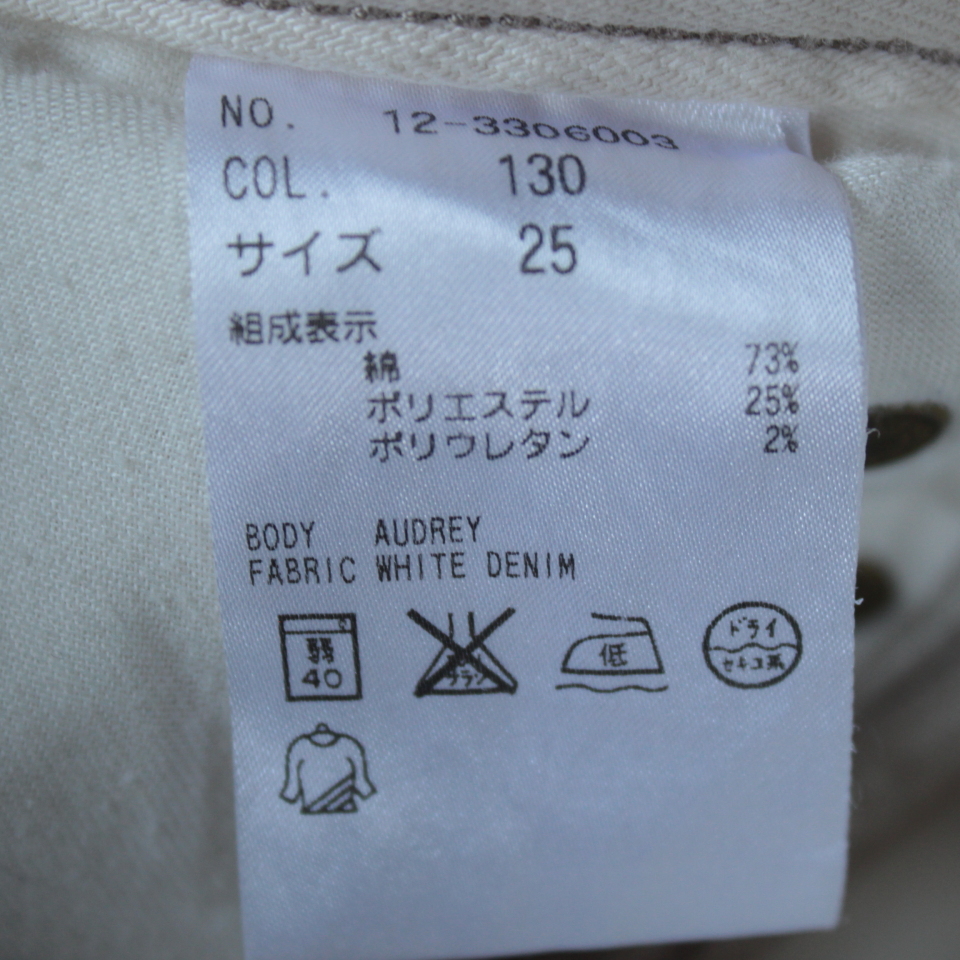 NO. 12-3306003
COL. 130
サイズ 25
組成表示
綿 73%
ポリエステル 25%
ポリウレタン 2%
BODY AUDREY
FABRIC WHITE DENIM
弱 低 ドライ
40 セキユ系